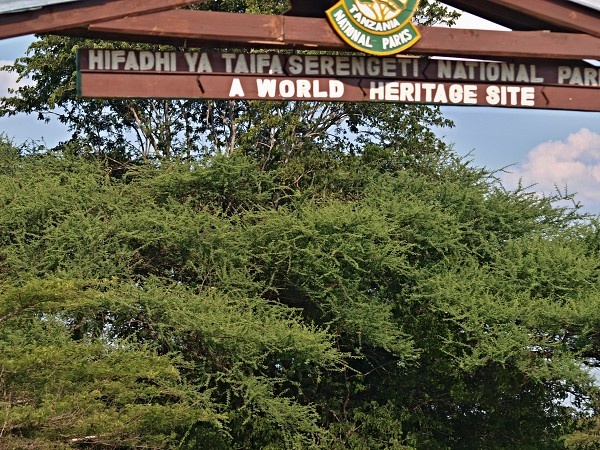 TANZANIA
NATIONAL PARKS
HIFADHI YA TAIFA SERENGETI NATIONAL PARK
A WORLD HERITAGE SITE